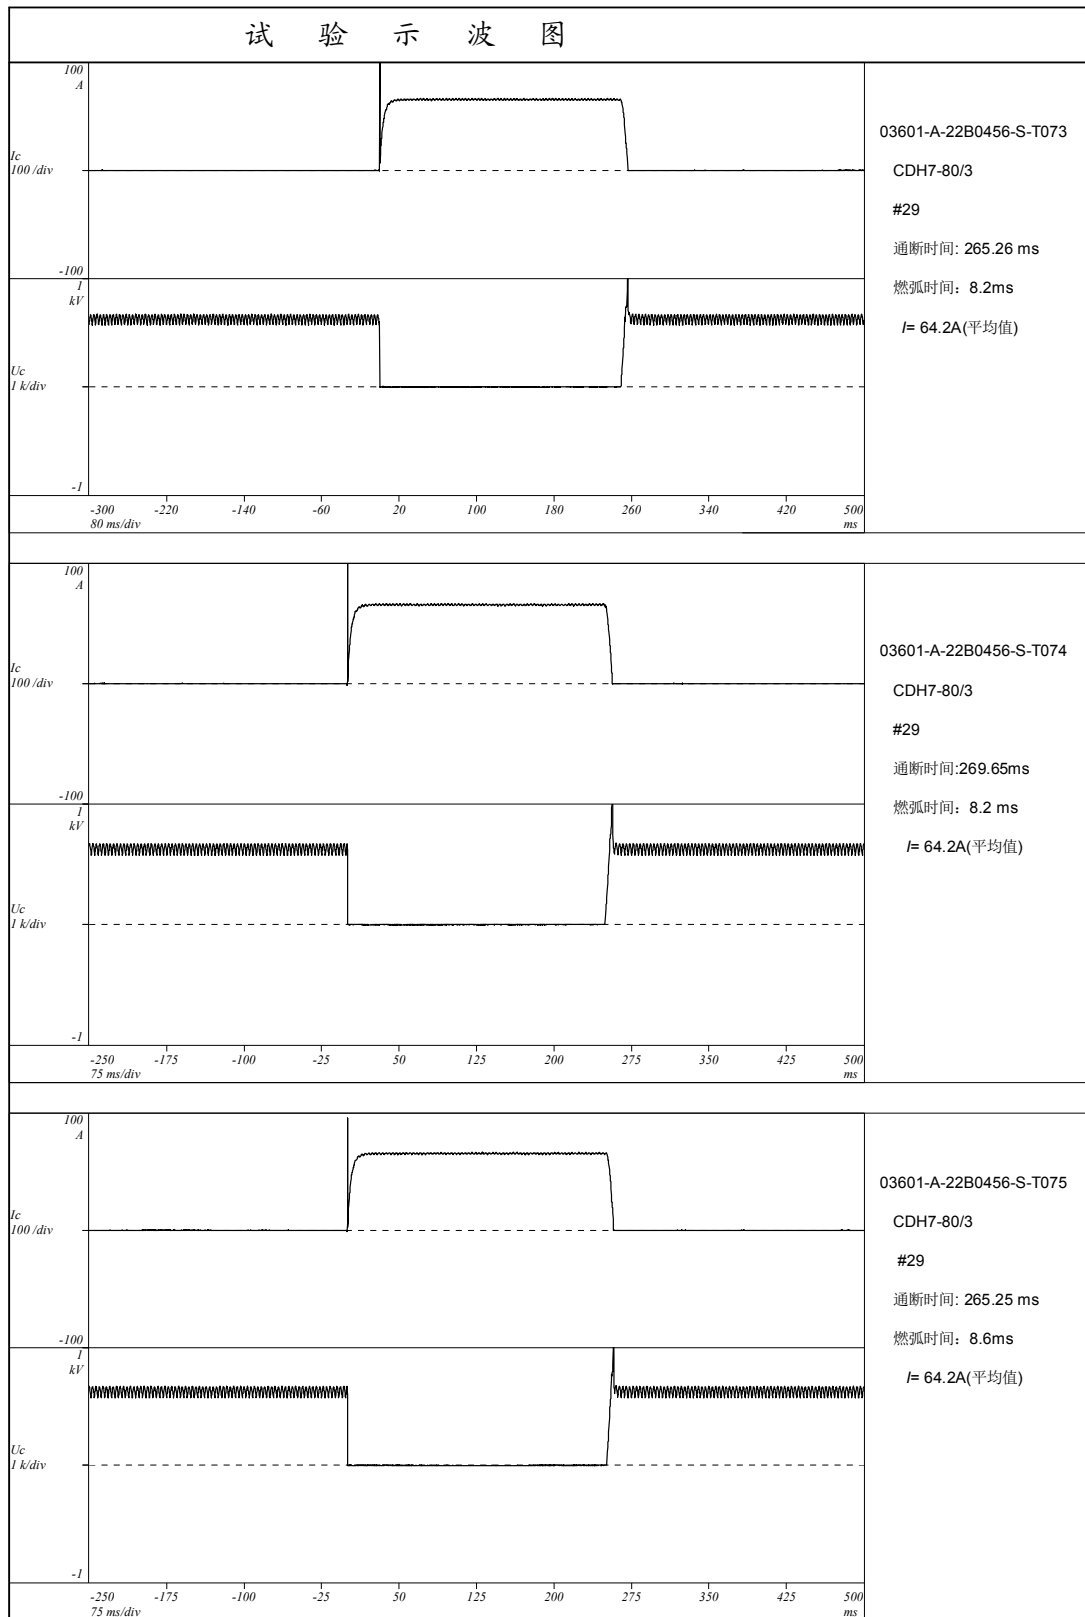 试 验 示 波 图
100
A
Ic
100 /div
-100
1
kV
Uc
1 k/div
-1
-300 -220 -140 -60 20 100 180 260 340 420 500
80 ms/div ms
03601-A-22B0456-S-T073
CDH7-80/3
#29
通断时间: 265.26 ms
燃弧时间：8.2ms
I= 64.2A(平均值)
100
A
Ic
100 /div
-100
1
kV
Uc
1 k/div
-1
-250 -175 -100 -25 50 125 200 275 350 425 500
75 ms/div ms
03601-A-22B0456-S-T074
CDH7-80/3
#29
通断时间:269.65ms
燃弧时间：8.2 ms
I= 64.2A(平均值)
100
A
Ic
100 /div
-100
1
kV
Uc
1 k/div
-1
-250 -175 -100 -25 50 125 200 275 350 425 500
75 ms/div ms
03601-A-22B0456-S-T075
CDH7-80/3
#29
通断时间: 265.25 ms
燃弧时间：8.6ms
I= 64.2A(平均值)